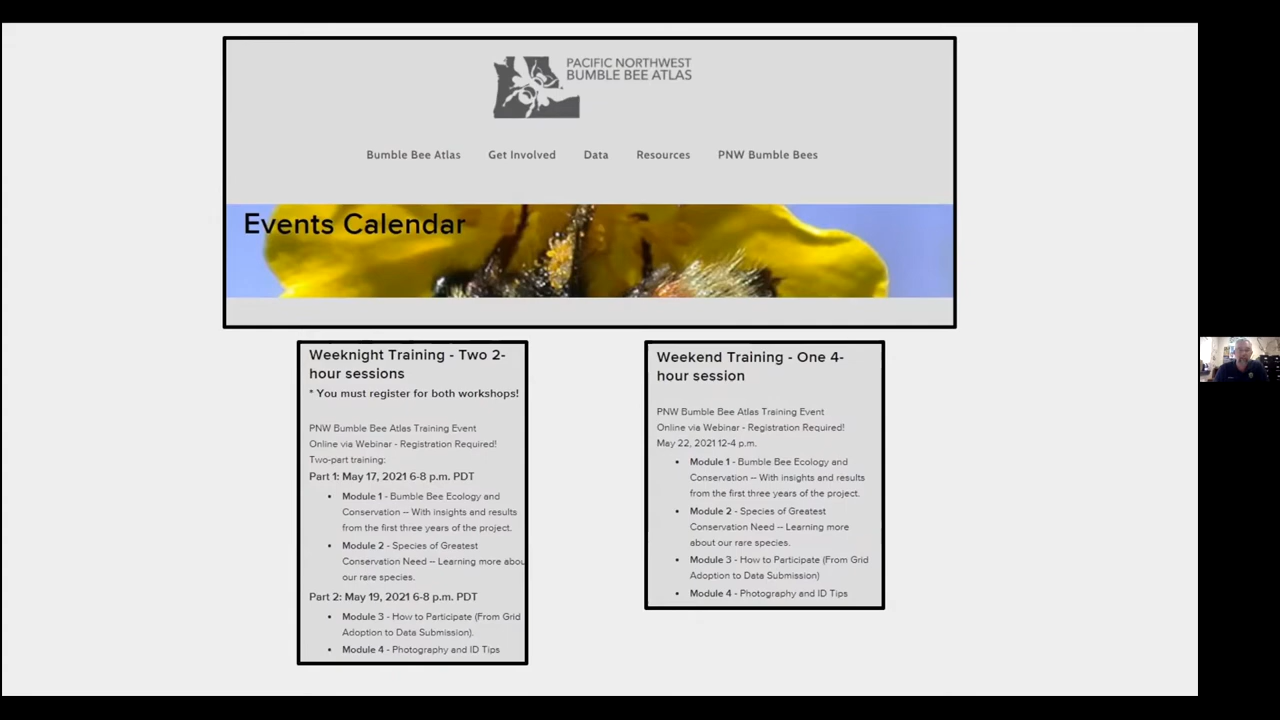 PACIFIC NORTHWEST
BUMBLE BEE ATLAS
Bumble Bee Atlas Get Involved Data Resources PNW Bumble Bees
Events Calendar
Weeknight Training - Two 2-
hour sessions
* You must register for both workshops!
PNW Bumble Bee Atlas Training Event
Online via Webinar - Registration Required!
Two-part training:
Part 1: May 17, 2021 6-8 p.m. PDT
• Module 1 - Bumble Bee Ecology and
Conservation -- With insights and results
from the first three years of the project.
• Module 2 - Species of Greatest
Conservation Need -- Learning more abou
our rare species.
Part 2: May 19, 2021 6-8 p.m. PDT
• Module 3 - How to Participate (From Grid
Adoption to Data Submission).
• Module 4 - Photography and ID Tips
Weekend Training - One 4-
hour session
PNW Bumble Bee Atlas Training Event
Online via Webinar - Registration Required!
May 22, 2021 12-4 p.m.
• Module 1 - Bumble Bee Ecology and
Conservation -- With insights and results
from the first three years of the project.
• Module 2 - Species of Greatest
Conservation Need -- Learning more
about our rare species.
• Module 3 - How to Participate (From Grid
Adoption to Data Submission)
• Module 4 - Photography and ID Tips